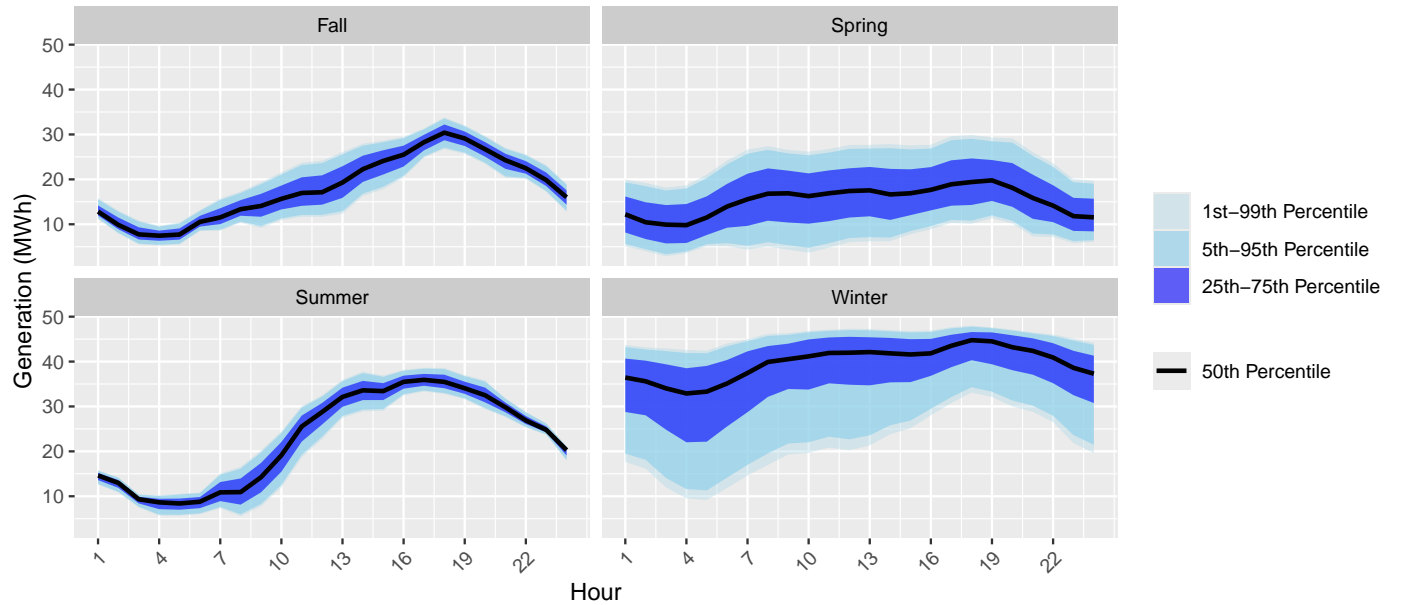 Fall
Spring
50
40
30
20
10
Summer
Winter
50
40
30
20
10
1
4
7
10
13
16
19
22
1
4
7
10
13
16
19
22
Hour
Generation (MWh)
1st−99th Percentile
5th−95th Percentile
25th−75th Percentile
50th Percentile